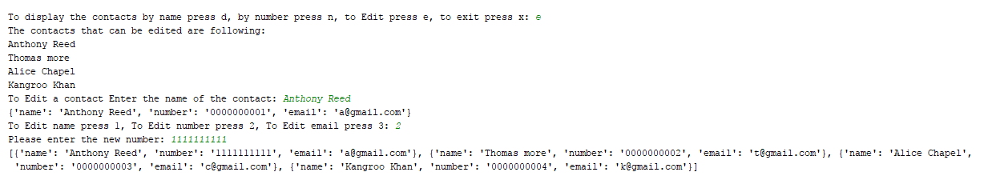 To display the contacts by name press d, by number press n, to Edit press e, to exit press x: e
The contacts that can be edited are following:
Anthony Reed
Thomas more
Alice Chapel
Kangroo Khan
To Edit a contact Enter the name of the contact: Anthony Reed
{'name': 'Anthony Reed', 'number': '0000000001', 'email': 'a@gmail.com'}
To Edit name press 1, To Edit number press 2, To Edit email press 3: 2
Please enter the new number: 1111111111
[{'name': 'Anthony Reed', 'number': '1111111111', 'email': 'a@gmail.com'}, {'name': 'Thomas more', 'number': '0000000002', 'email': 't@gmail.com'}, {'name': 'Alice Chapel',
'number': '0000000003', 'email': 'c@gmail.com'}, {'name': 'Kangroo Khan', 'number': '0000000004', 'email': 'k@gmail.com'}]